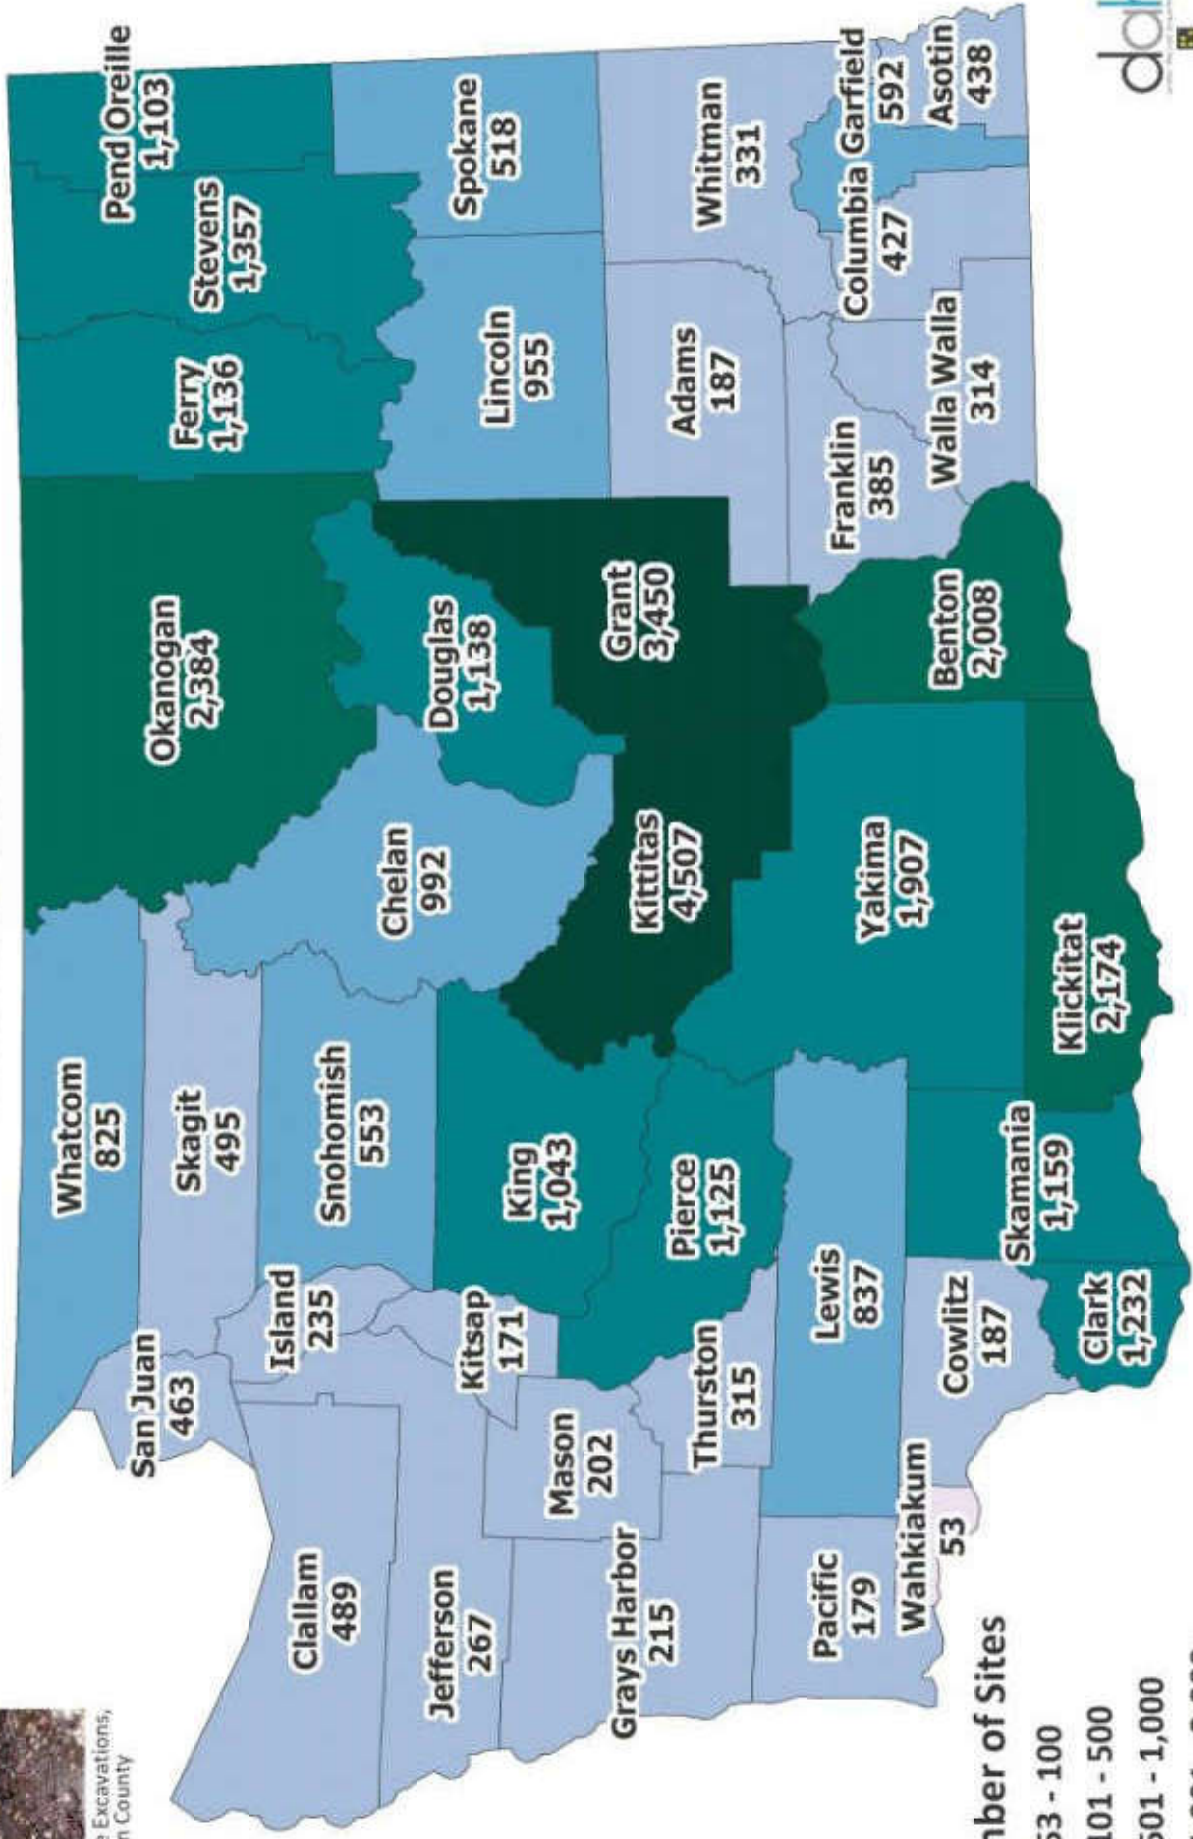 e Excavations,
n County
Whatcom
825
San Juan
463
Skagit
495
Island
235
Snohomish
553
Clallam
489
Jefferson
267
Kitsap
171
King
1,043
Mason
202
Grays Harbor
215
Thurston
315
Pierce
1,125
Pacific
179
Lewis
837
Wahkiakum
53
Cowlitz
187
Clark
1,232
Skamania
1,159
Okanogan
2,384
Chelan
992
Douglas
1,138
Kittitas
4,507
Grant
3,450
Yakima
1,907
Klickitat
2,174
Benton
2,008
Ferry
1,136
Stevens
1,357
Pend Oreille
1,103
Lincoln
955
Spokane
518
Adams
187
Whitman
331
Franklin
385
Walla Walla
314
Columbia
427
Garfield
592
Asotin
438
nber of Sites
53 - 100
101 - 500
501 - 1,000
da